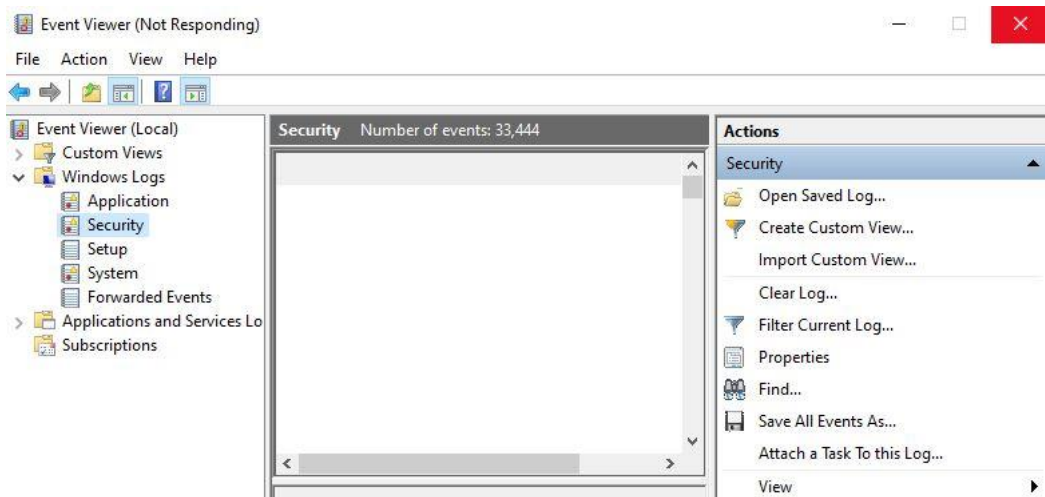 Event Viewer (Not Responding)
File Action View Help
Event Viewer (Local)
Custom Views
Windows Logs
Application
Security
Setup
System
Forwarded Events
Applications and Services Lo
Subscriptions
Security Number of events: 33,444
Actions
Security
Open Saved Log...
Create Custom View...
Import Custom View...
Clear Log...
Filter Current Log...
Properties
Find...
Save All Events As...
Attach a Task To this Log...
View